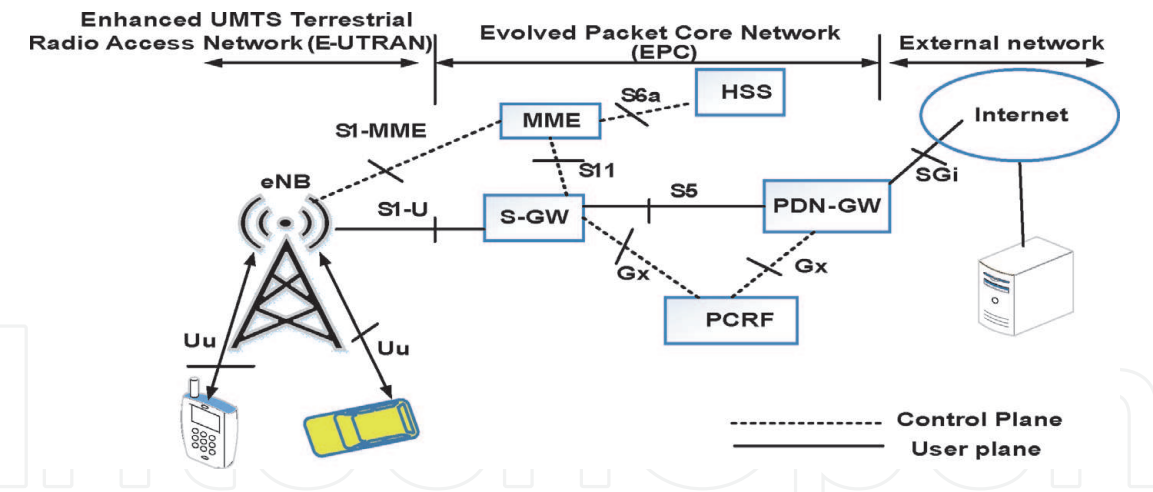 Enhanced UMTS Terrestrial
Radio Access Network (E-UTRAN)
Evolved Packet Core Network
(EPC)
External network
HSS
S6a
MME
Internet
S1-MME
S11
SGi
eNB
S1-U
S-GW
S5
PDN-GW
Gx
Gx
PCRF
Uu
Uu
Control Plane
User plane